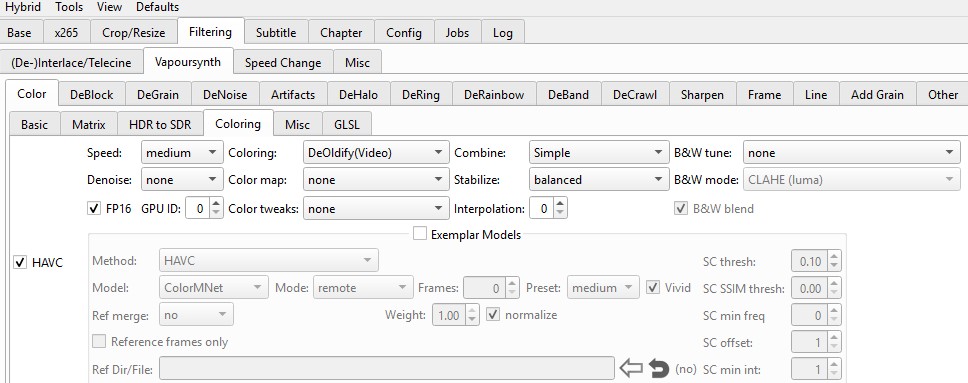 Hybrid Tools Views Defaults
Base x265 Crop/Resize Filtering Subtitle Chapter Config Jobs Log
(De-)Interlace/Telecine Vapoursynth Speed Change Misc
Color DeBlock DeGrain DeNoise Artifacts DeHalo DeRing DeRainbow DeBand DeCrawl Sharpen Frame Line Add Grain Other
Basic Matrix HDR to SDR Coloring Misc GLSL
Speed: medium Coloring: DeOldify(Video) Combine: Simple B&W tune: none
Denoise: none Color map: none Stabilize: balanced B&W mode: CLAHE (luma)
FP16 GPU ID: 0 Color tweaks: none Interpolation: 0 B&W blend
Exemplar Models
HAVC Method: HAVC SC thresh: 0.10
Model: ColorMNet Mode: remote Frames: 0 Preset: medium Vivid SC SSIM thresh: 0.00
Ref merge: no Weight: 1.00 normalize SC min freq 0
Reference frames only SC offset: 1
Ref Dir/File: (no) SC min int: 1